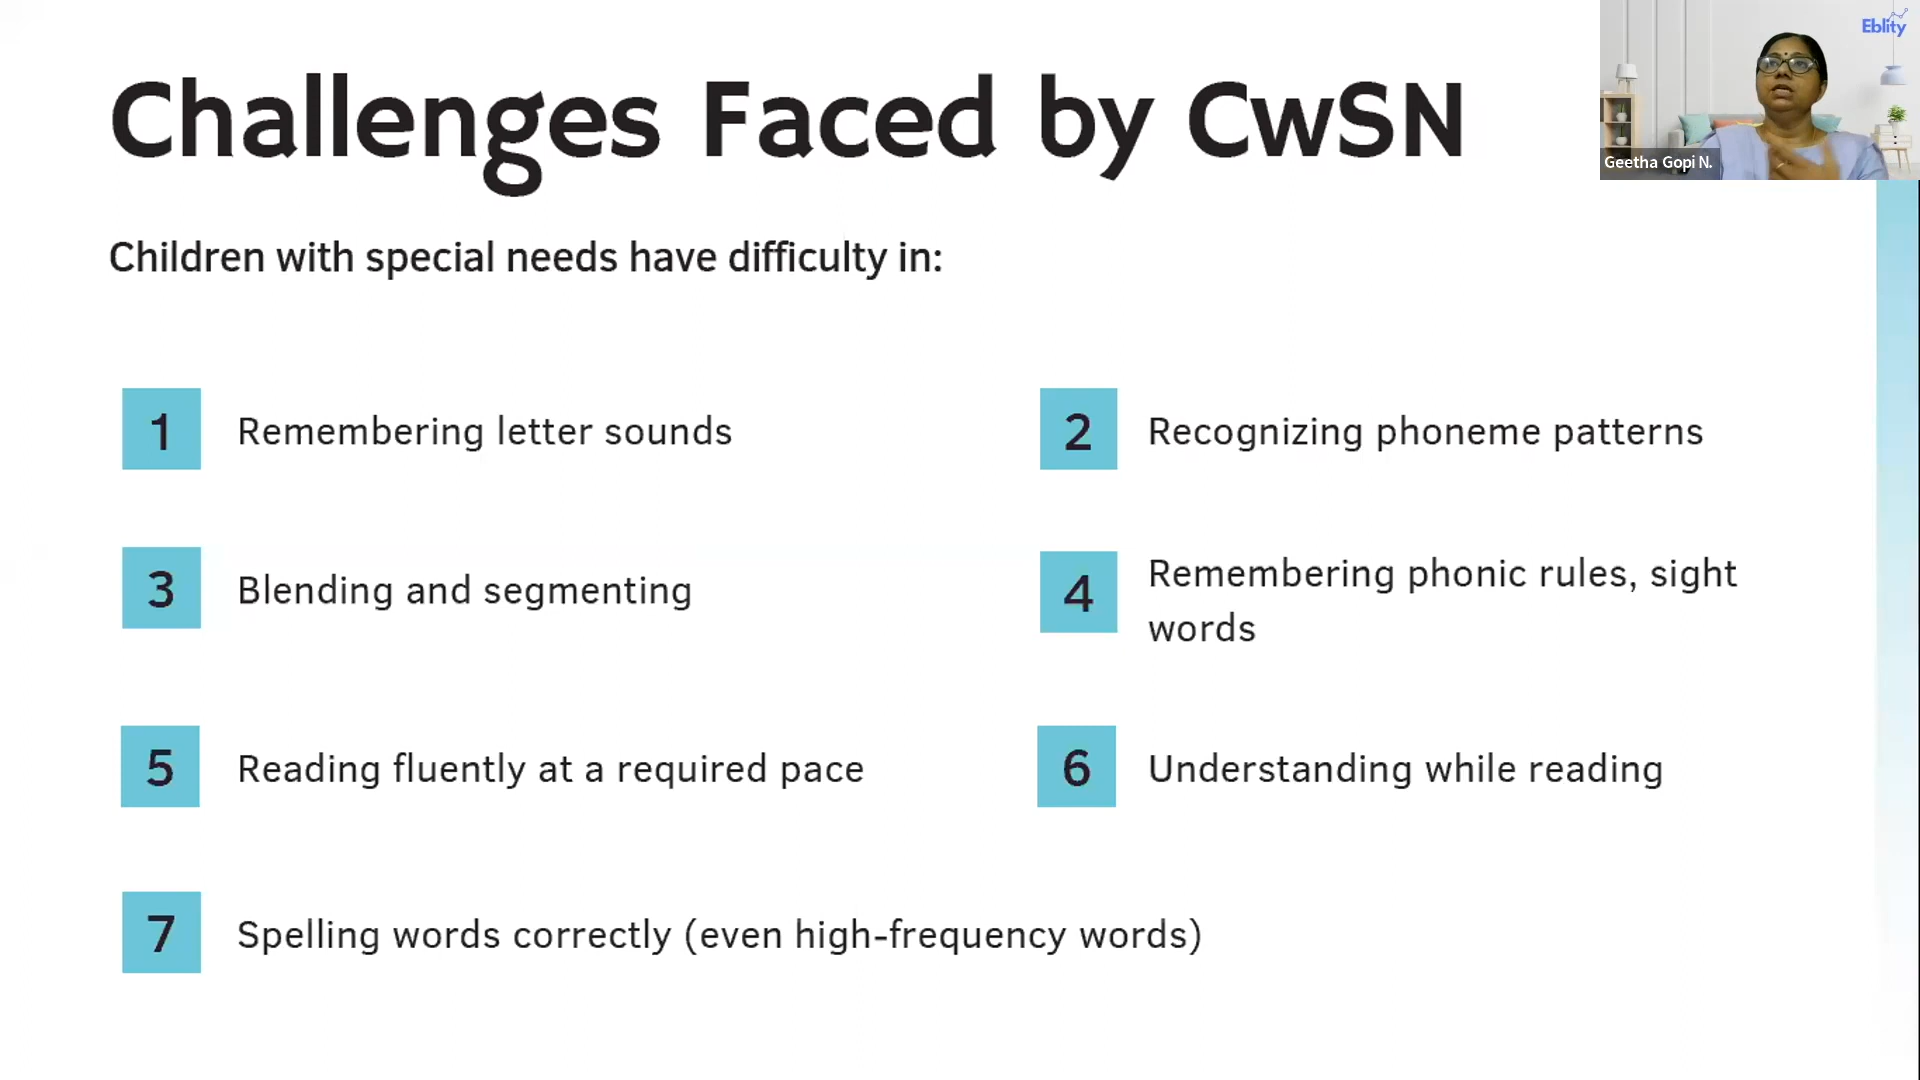 Eblity
Geetha Gopi N.
Challenges Faced by CwSN
Children with special needs have difficulty in:
1 Remembering letter sounds
2 Recognizing phoneme patterns
3 Blending and segmenting
4 Remembering phonic rules, sight
words
5 Reading fluently at a required pace
6 Understanding while reading
7 Spelling words correctly (even high-frequency words)